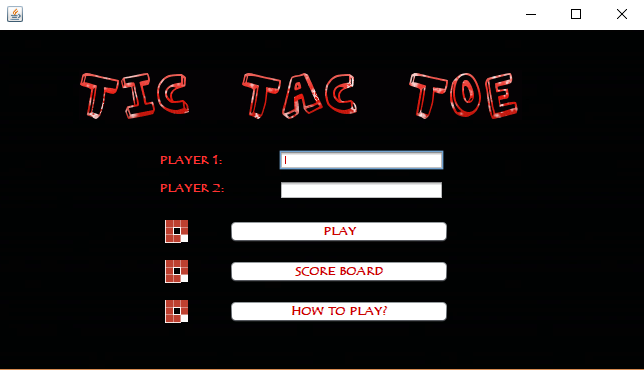 TIC TAC TOE
PLAYER 1:
PLAYER 2:
PLAY
SCORE BOARD
HOW TO PLAY?